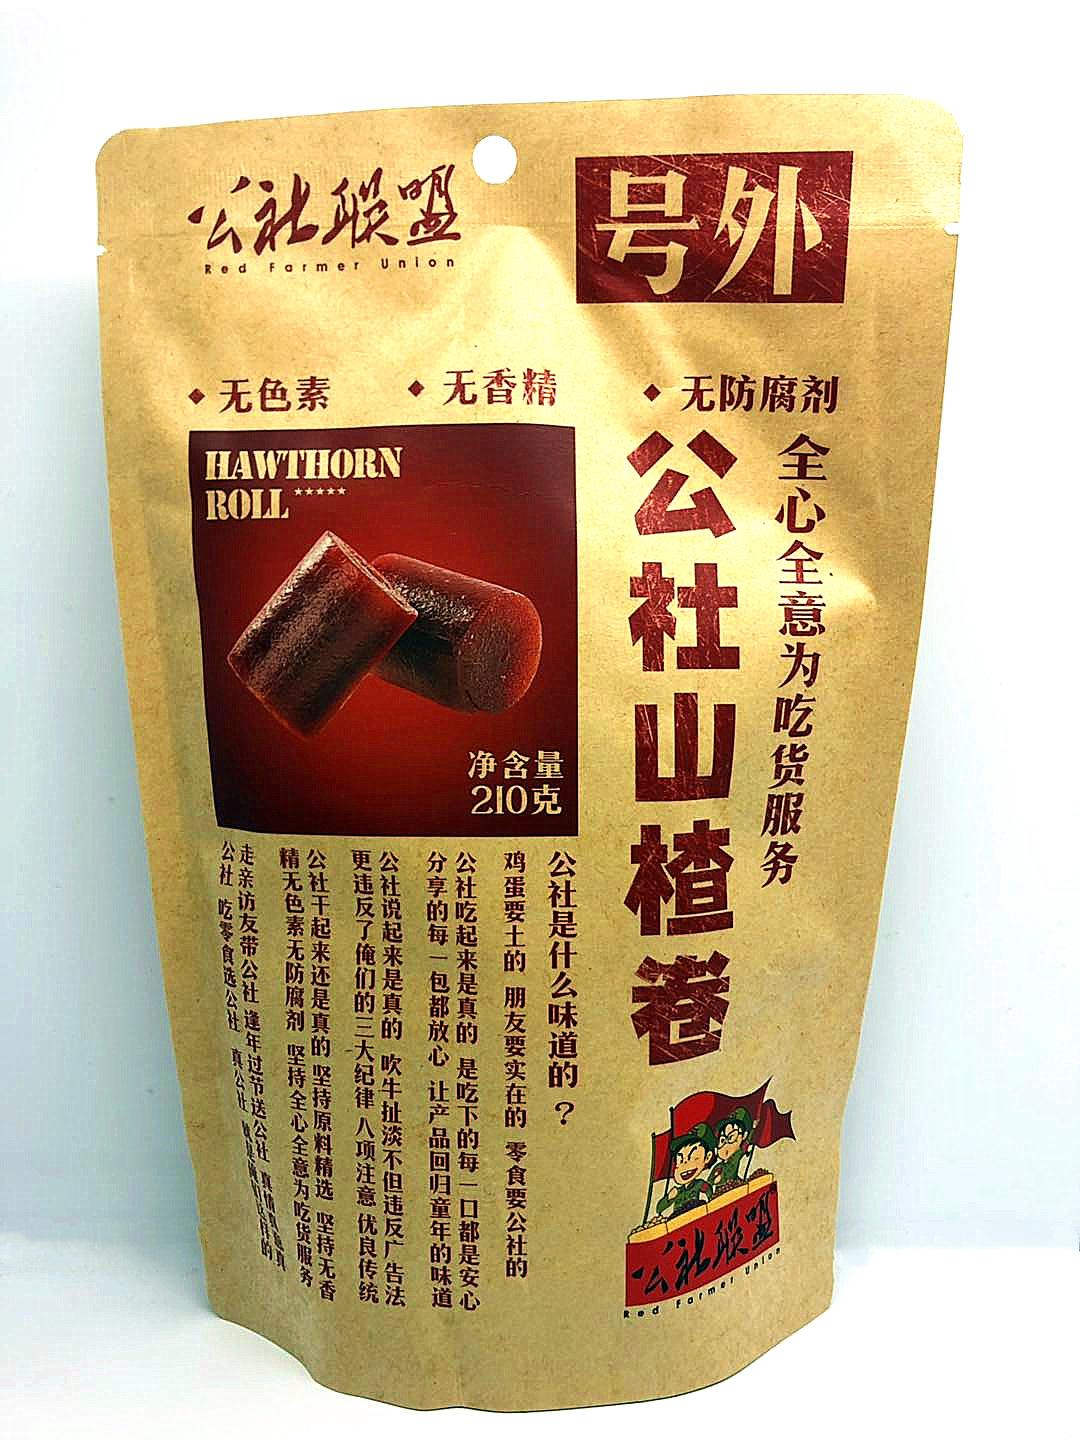 公社联盟
Red Farmer Union
号外
◆ 无色素
◆ 无香精
◆ 无防腐剂
HAWTHORN
ROLL
净含量
210克
全心全意为吃货服务
公社山楂卷
公社是什么味道的？
鸡蛋要土的 朋友要实在的 零食要公社的
公社吃起来是真的 是吃下的每一口都是安心
分享的每一包都放心 让产品回归童年的味道
公社说起来是真的 吹牛扯淡不但违反广告法
更违反了俺们的三大纪律 八项注意 优良传统
公社干起来还是真的 坚持原料精选 坚持无香
精无色素无防腐剂 坚持全心全意为吃货服务
走亲访友带公社 逢年过节送公社
公社 吃零食选公社 真公社
公社联盟
Red Farmer Union